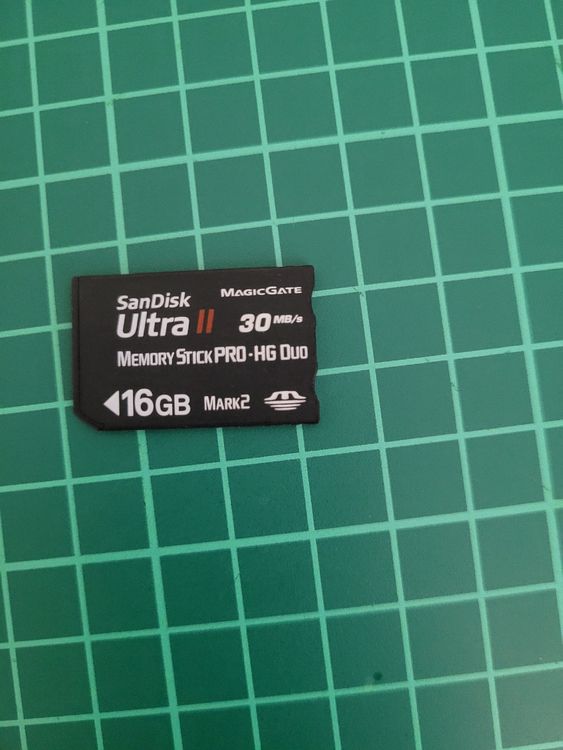 SanDisk
MAGICGATE
Ultra II
30 MB/s
MEMORY STICK PRO-HG DUO
16GB MARK2